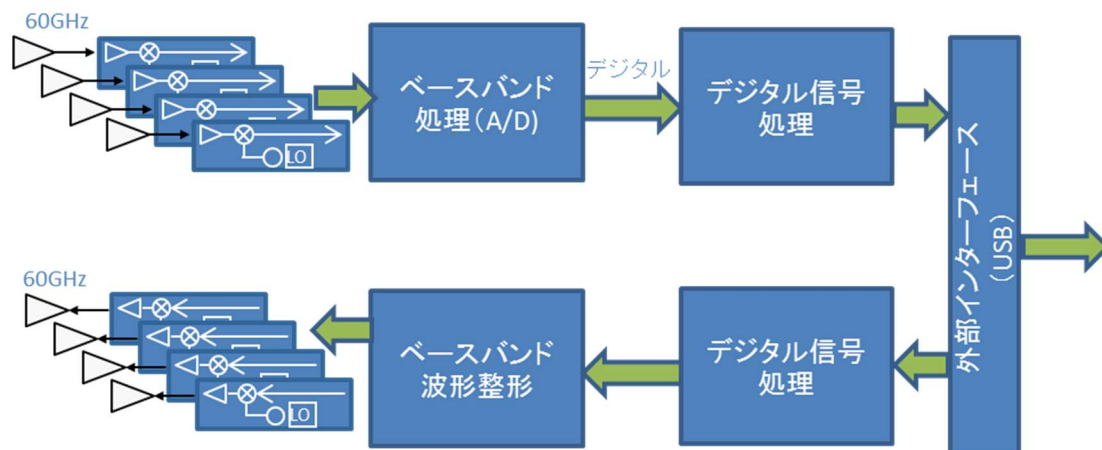 60GHz
LO
ベースバンド
処理(A/D)
デジタル
デジタル信号
処理
外部インターフェース
(USB)
60GHz
LO
ベースバンド
波形整形
デジタル信号
処理